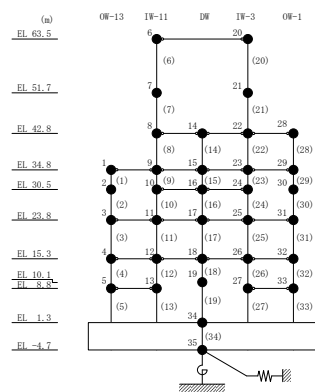 (m) OW-13 IW-11 DW IW-3 OW-1
EL 63.5 6 20
(6) (20)
EL 51.7 7 21
(7) (21)
EL 42.8 8 14 22 28
(8) (14) (22) (28)
EL 34.8 1 9 15 23 29
(1) (9) (15) (23) (29)
EL 30.5 2 10 16 24 30
(2) (10) (16) (24) (30)
EL 23.8 3 11 17 25 31
(3) (11) (17) (25) (31)
EL 15.3 4 12 18 26 32
(4) (12) (18) (26) (32)
EL 10.1 19
EL 8.8 5 13 27 33
(5) (13) (19) (27) (33)
EL 1.3 34
(34)
EL -4.7 35